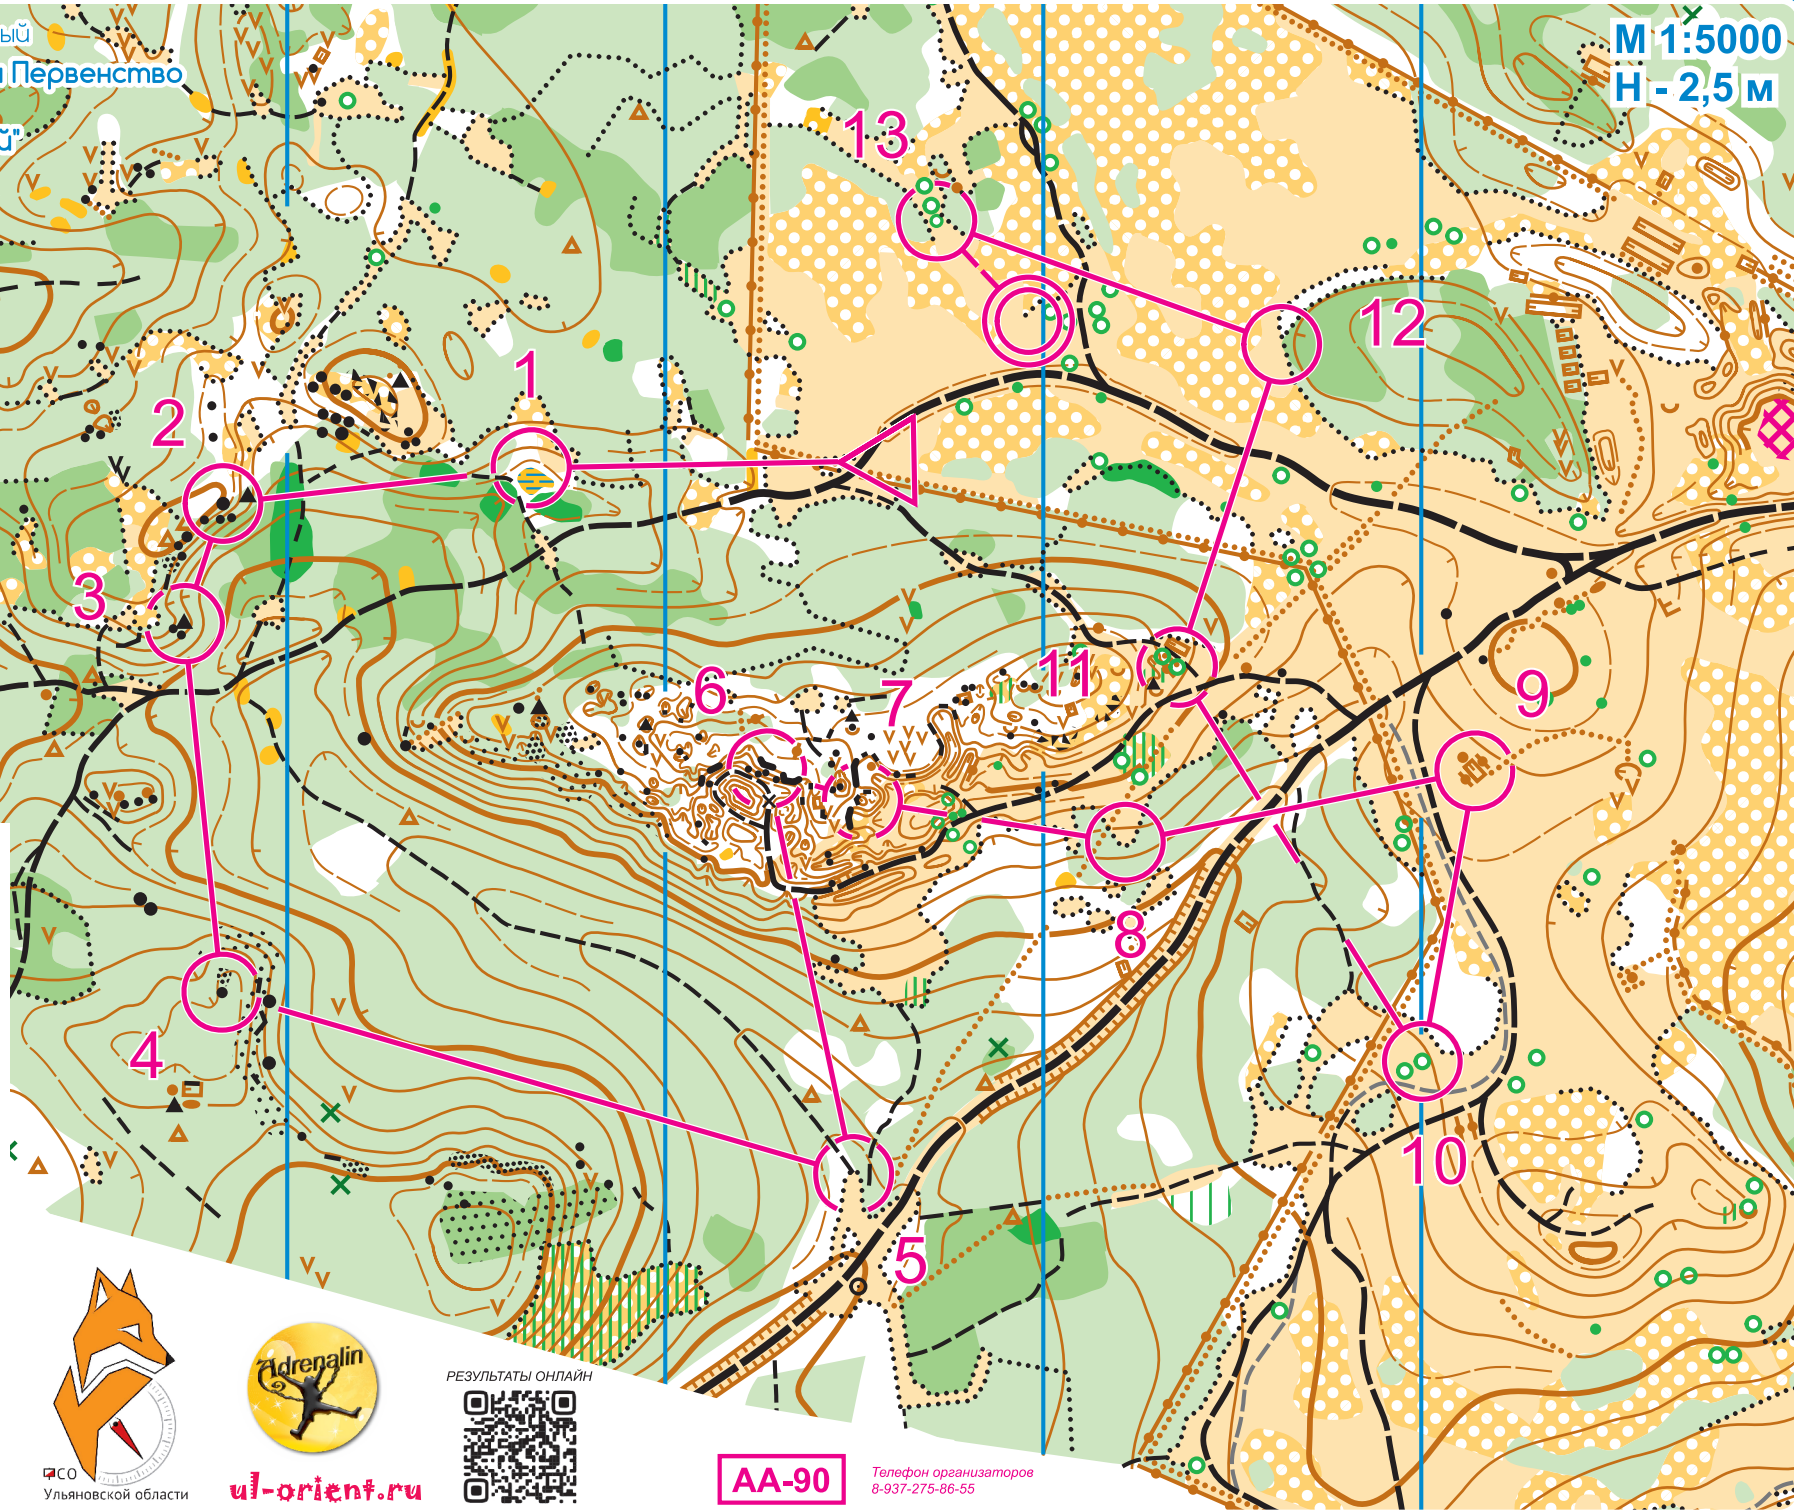 ый
М 1:5000
Первенство
Н - 2,5 м
й"
13
12
1
2
3
6
7
11
9
8
4
10
5
Adrenalin
РЕЗУЛЬТАТЫ ОНЛАЙН
ПСО
Ульяновской области
ul-orient.ru
АА-90
Телефон организаторов
8-937-275-86-55